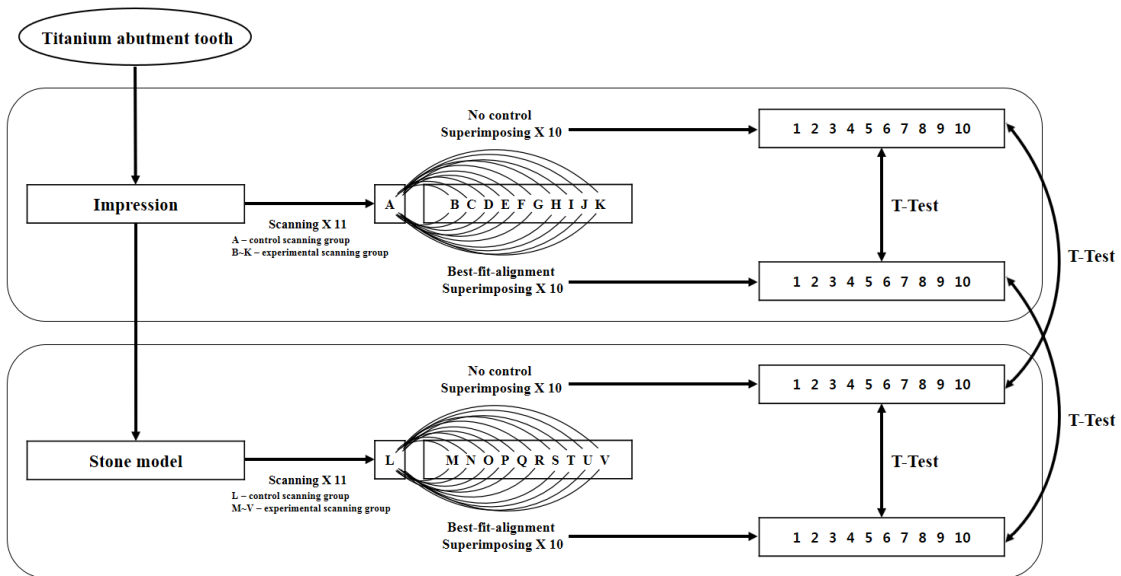 Titanium abutment tooth
No control
Superimposing X 10
1 2 3 4 5 6 7 8 9 10
Impression
A
B C D E F G H I J K
Scanning X 11
A – control scanning group
B~K – experimental scanning group
T-Test
Best-fit-alignment
Superimposing X 10
1 2 3 4 5 6 7 8 9 10
T-Test
No control
Superimposing X 10
1 2 3 4 5 6 7 8 9 10
T-Test
Stone model
L
M N O P Q R S T U V
Scanning X 11
L – control scanning group
M~V – experimental scanning group
T-Test
Best-fit-alignment
Superimposing X 10
1 2 3 4 5 6 7 8 9 10